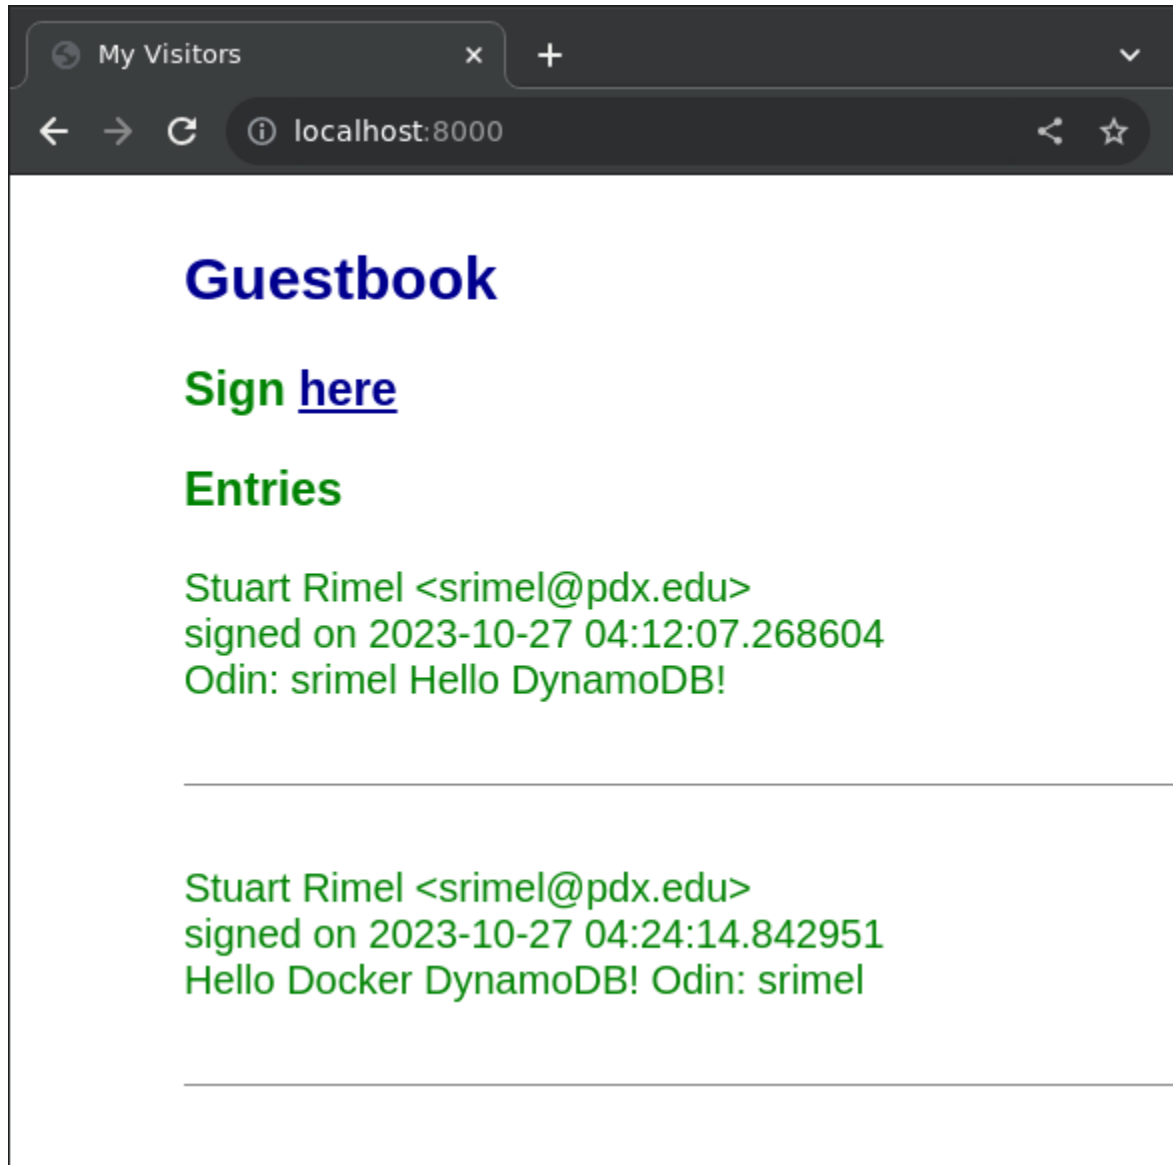 My Visitors
localhost:8000
Guestbook
Sign here
Entries
Stuart Rimel <srimel@pdx.edu>
signed on 2023-10-27 04:12:07.268604
Odin: srimel Hello DynamoDB!
Stuart Rimel <srimel@pdx.edu>
signed on 2023-10-27 04:24:14.842951
Hello Docker DynamoDB! Odin: srimel